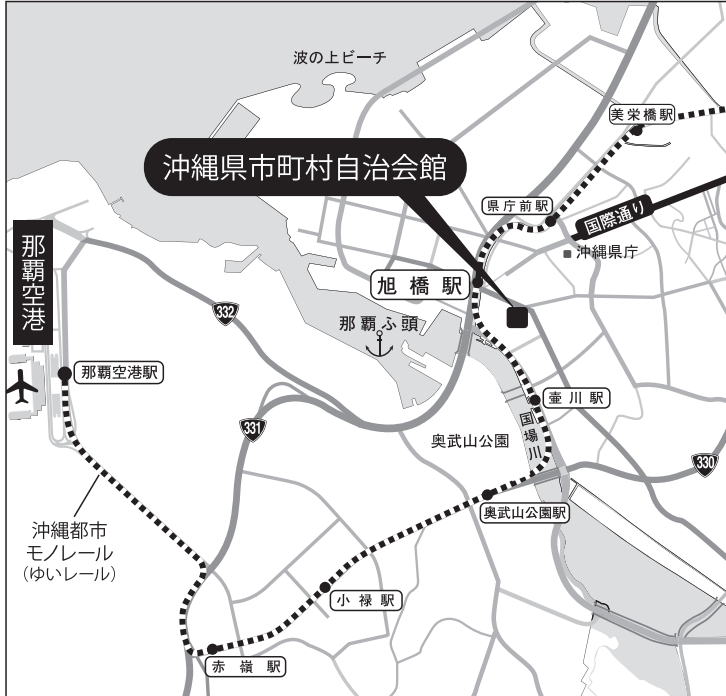 波の上ビーチ
美栄橋駅
沖縄県市町村自治会館
県庁前駅
国際通り
沖縄県庁
那覇空港
旭橋駅
332
那覇ふ頭
那覇空港駅
壷川駅
331
国場川
奥武山公園
330
奥武山公園駅
沖縄都市
モノレール
(ゆいレール)
小禄駅
赤嶺駅